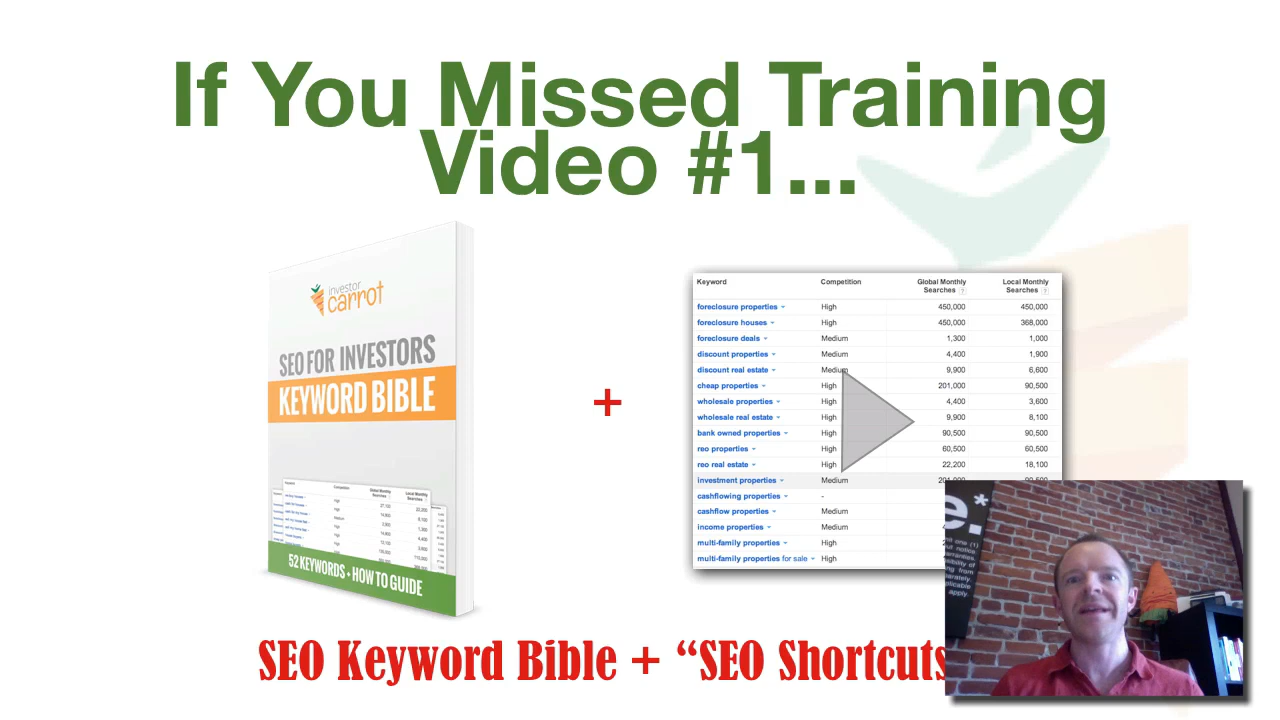 If You Missed Training
Video #1...
investor
carrot
SEO FOR INVESTORS
KEYWORD BIBLE
52 KEYWORDS + HOW TO GUIDE
+
Keyword Competition Global Monthly Searches Local Monthly Searches
foreclosure properties High 450,000 450,000
foreclosure houses High 450,000 368,000
foreclosure deals Medium 1,300 1,000
discount properties Medium 4,400 1,900
discount real estate Medium 9,900 6,600
cheap properties High 201,000 90,500
wholesale properties High 4,400 3,600
wholesale real estate High 9,900 8,100
bank owned properties High 90,500 90,500
reo properties High 60,500 60,500
reo real estate High 22,200 18,100
investment properties Medium
cashflowing properties -
cashflow properties Medium
income properties Medium
multi-family properties High
multi-family properties for sale High
e.*
apply.
SEO Keyword Bible + “SEO Shortcuts